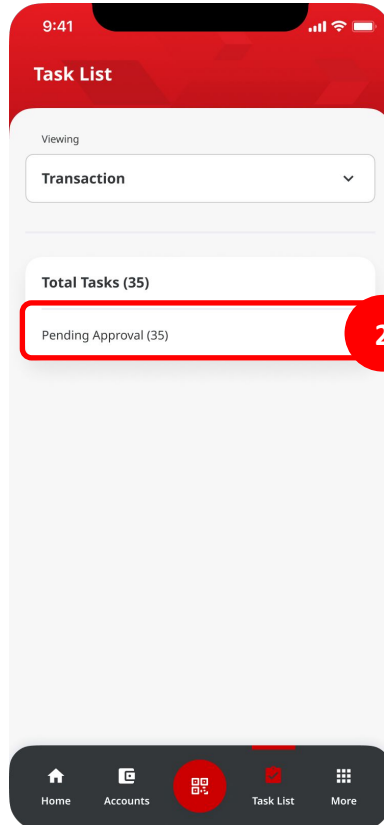 9:41
Task List
Viewing
Transaction
Total Tasks (35)
Pending Approval (35)
2
Home
Accounts
Task List
More